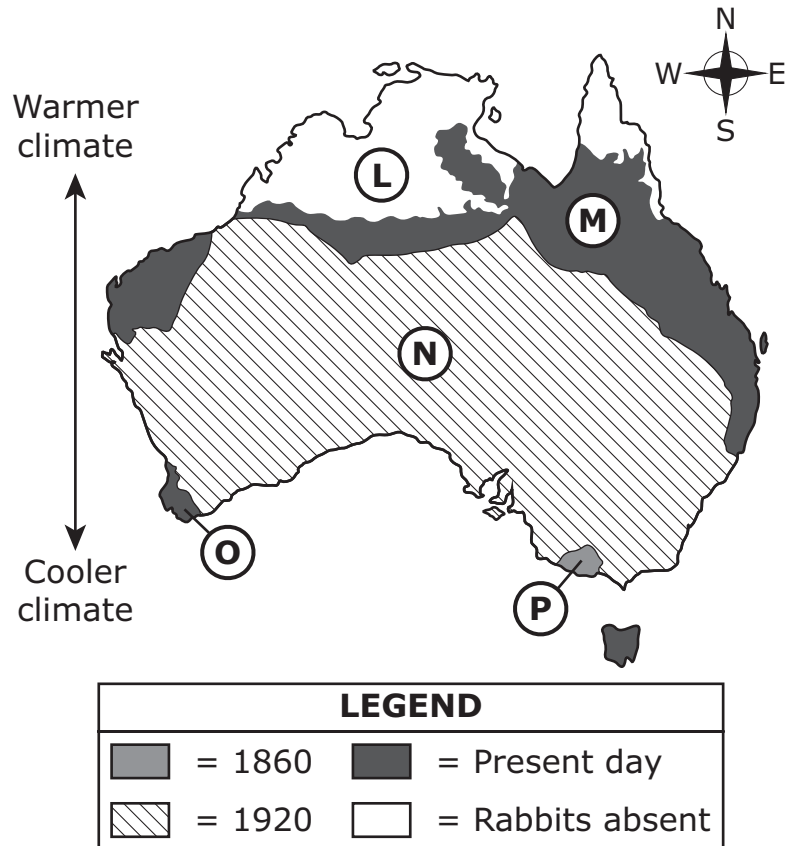 N
W E
S
Warmer
climate
L
M
N
O
Cooler
climate
P
LEGEND
= 1860 = Present day
= 1920 = Rabbits absent